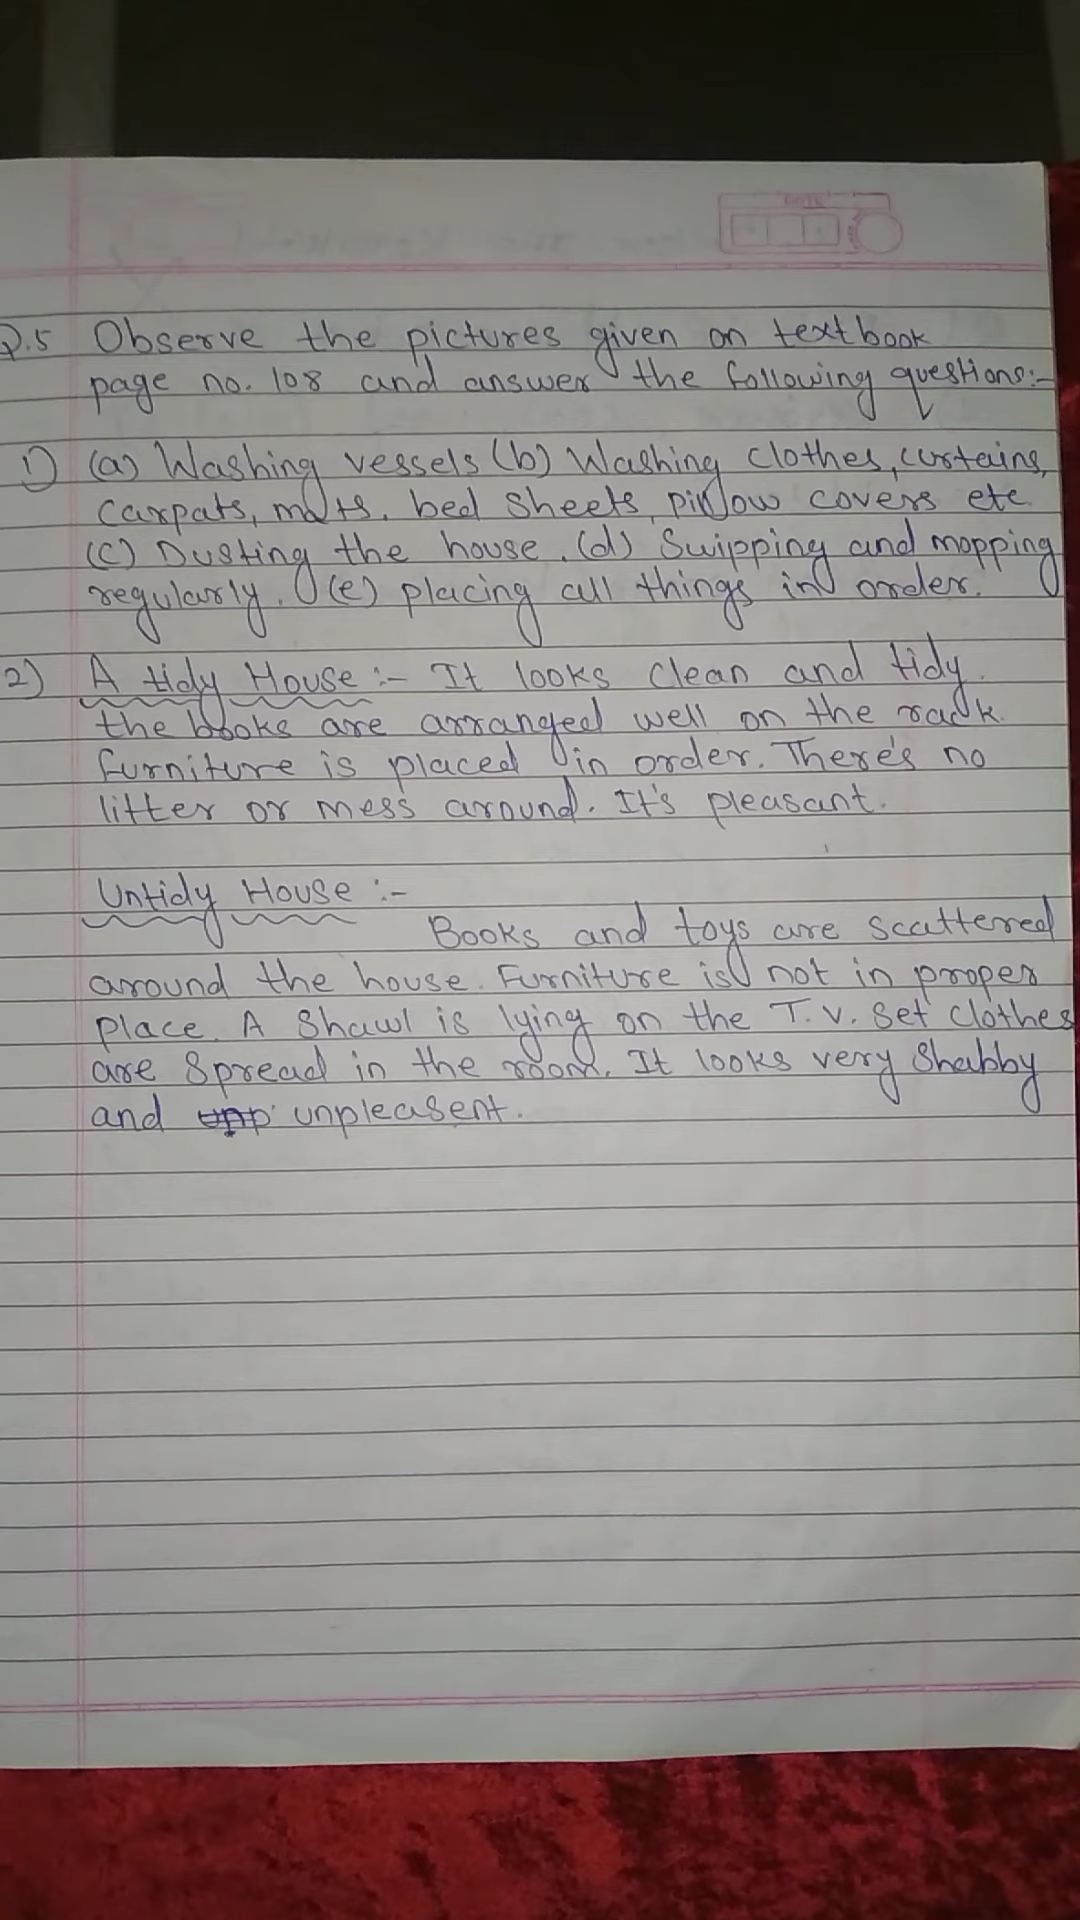 DATE
Q.5 Observe the pictures given on textbook
page no. 108 and answer the following questions:-
1) (a) Washing vessels (b) Washing clothes, curtains,
carpats, mats, bed sheets, pillow covers etc
(c) Dusting the house. (d) Swipping and mopping
regularly. (e) placing all things in order.
2) A tidy House :- It looks clean and tidy.
the books are arranged well on the rack.
furniture is placed in order. There's no
litter or mess around. It's pleasant.
Untidy House :-
Books and toys are scattered
around the house. Furniture is not in proper
place. A shawl is lying on the T.V. set clothes
are spread in the room. It looks very shabby
and unpleasent.